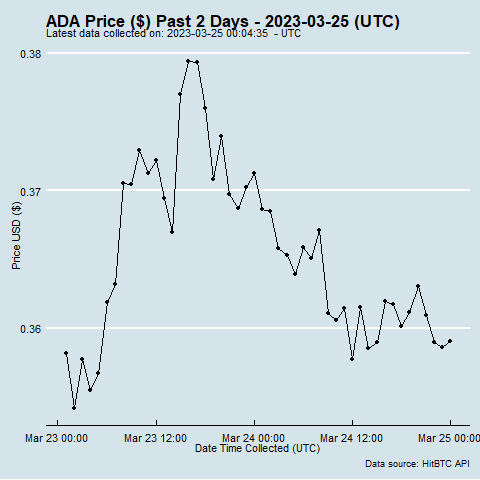 ADA Price ($) Past 2 Days - 2023-03-25 (UTC)
Latest data collected on: 2023-03-25 00:04:35  - UTC
0.38
0.37
0.36
Price USD ($)
Mar 23 00:00 Mar 23 12:00 Mar 24 00:00 Mar 24 12:00 Mar 25 00:00
Date Time Collected (UTC)
Data source: HitBTC API